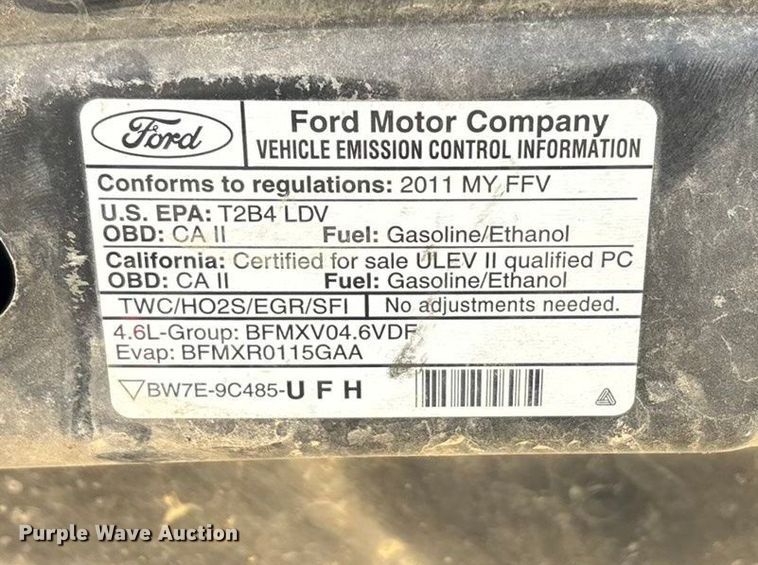 Ford
Ford Motor Company
VEHICLE EMISSION CONTROL INFORMATION
Conforms to regulations: 2011 MY FFV
U.S. EPA: T2B4 LDV
OBD: CA II Fuel: Gasoline/Ethanol
California: Certified for sale ULEV II qualified PC
OBD: CA II Fuel: Gasoline/Ethanol
TWC/HO2S/EGR/SFI No adjustments needed.
4.6L-Group: BFMXV04.6VDF
Evap: BFMXR0115GAA
BW7E-9C485-U F H
Purple Wave Auction